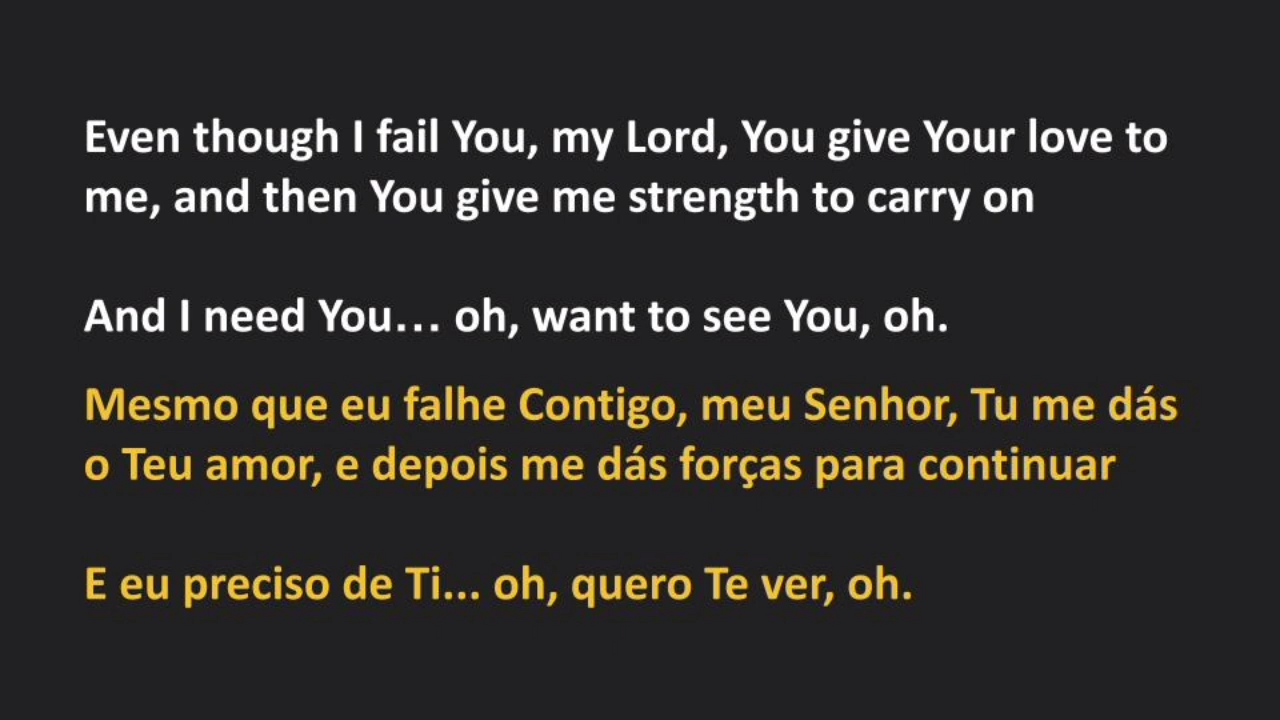 Even though I fail You, my Lord, You give Your love to
me, and then You give me strength to carry on
And I need You… oh, want to see You, oh.
Mesmo que eu falhe Contigo, meu Senhor, Tu me dás
o Teu amor, e depois me dás forças para continuar
E eu preciso de Ti... oh, quero Te ver, oh.